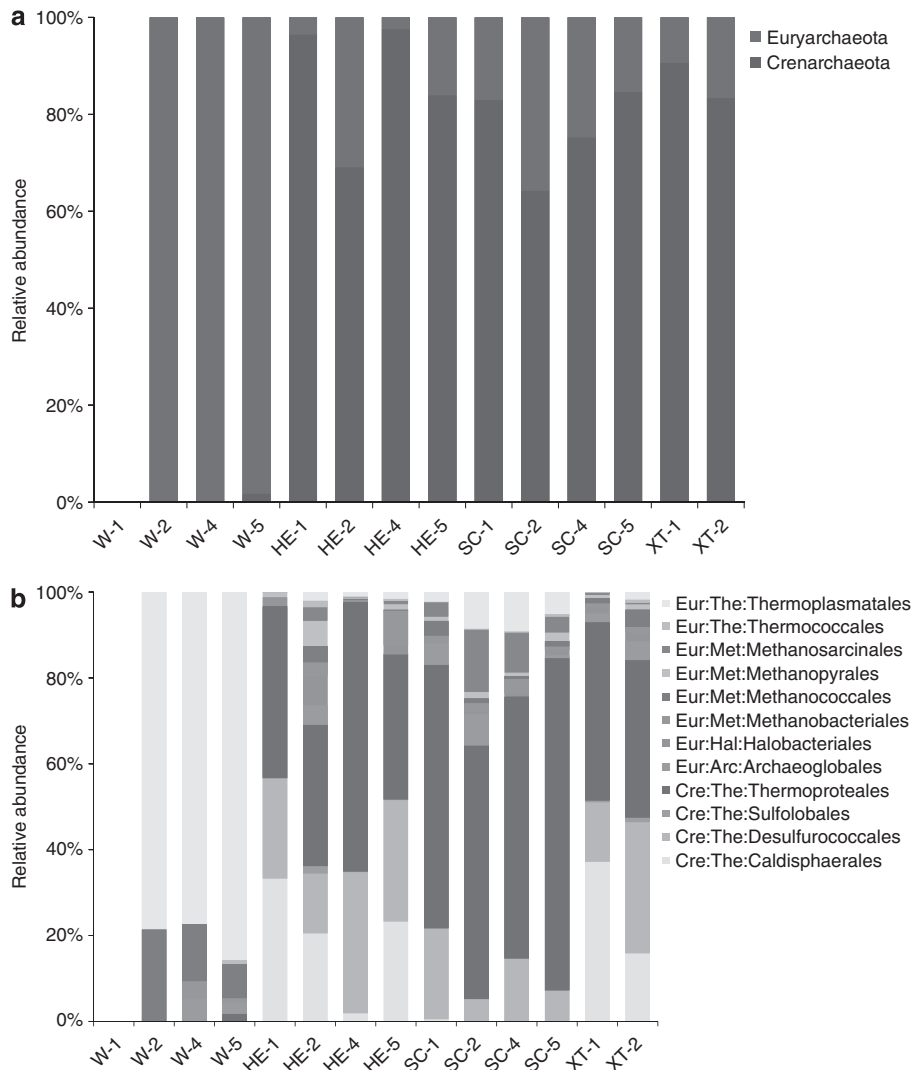 a
100%
80%
60%
40%
20%
0%
Relative abundance
Euryarchaeota
Crenarchaeota
W-1
W-2
W-4
W-5
HE-1
HE-2
HE-4
HE-5
SC-1
SC-2
SC-4
SC-5
XT-1
XT-2
b
100%
80%
60%
40%
20%
0%
Relative abundance
Eur:The:Thermoplasmatales
Eur:The:Thermococcales
Eur:Met:Methanosarcinales
Eur:Met:Methanopyrales
Eur:Met:Methanococcales
Eur:Met:Methanobacteriales
Eur:Hal:Halobacteriales
Eur:Arc:Archaeoglobales
Cre:The:Thermoproteales
Cre:The:Sulfolobales
Cre:The:Desulfurococcales
Cre:The:Caldisphaerales
W-1
W-2
W-4
W-5
HE-1
HE-2
HE-4
HE-5
SC-1
SC-2
SC-4
SC-5
XT-1
XT-2